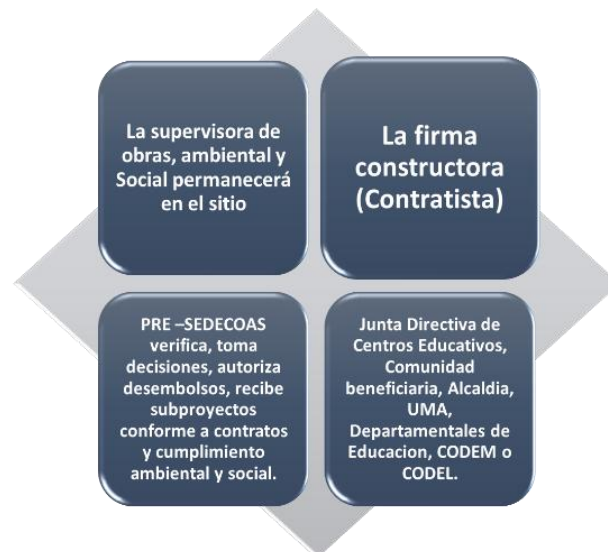 La supervisora de
obras, ambiental y
Social permanecerá
en el sitio
La firma
constructora
(Contratista)
PRE –SEDECOAS
verifica, toma
decisiones, autoriza
desembolsos, recibe
subproyectos
conforme a contratos
y cumplimiento
ambiental y social.
Junta Directiva de
Centros Educativos,
Comunidad
beneficiaria, Alcaldia,
UMA,
Departamentales de
Educacion, CODEM o
CODEL.